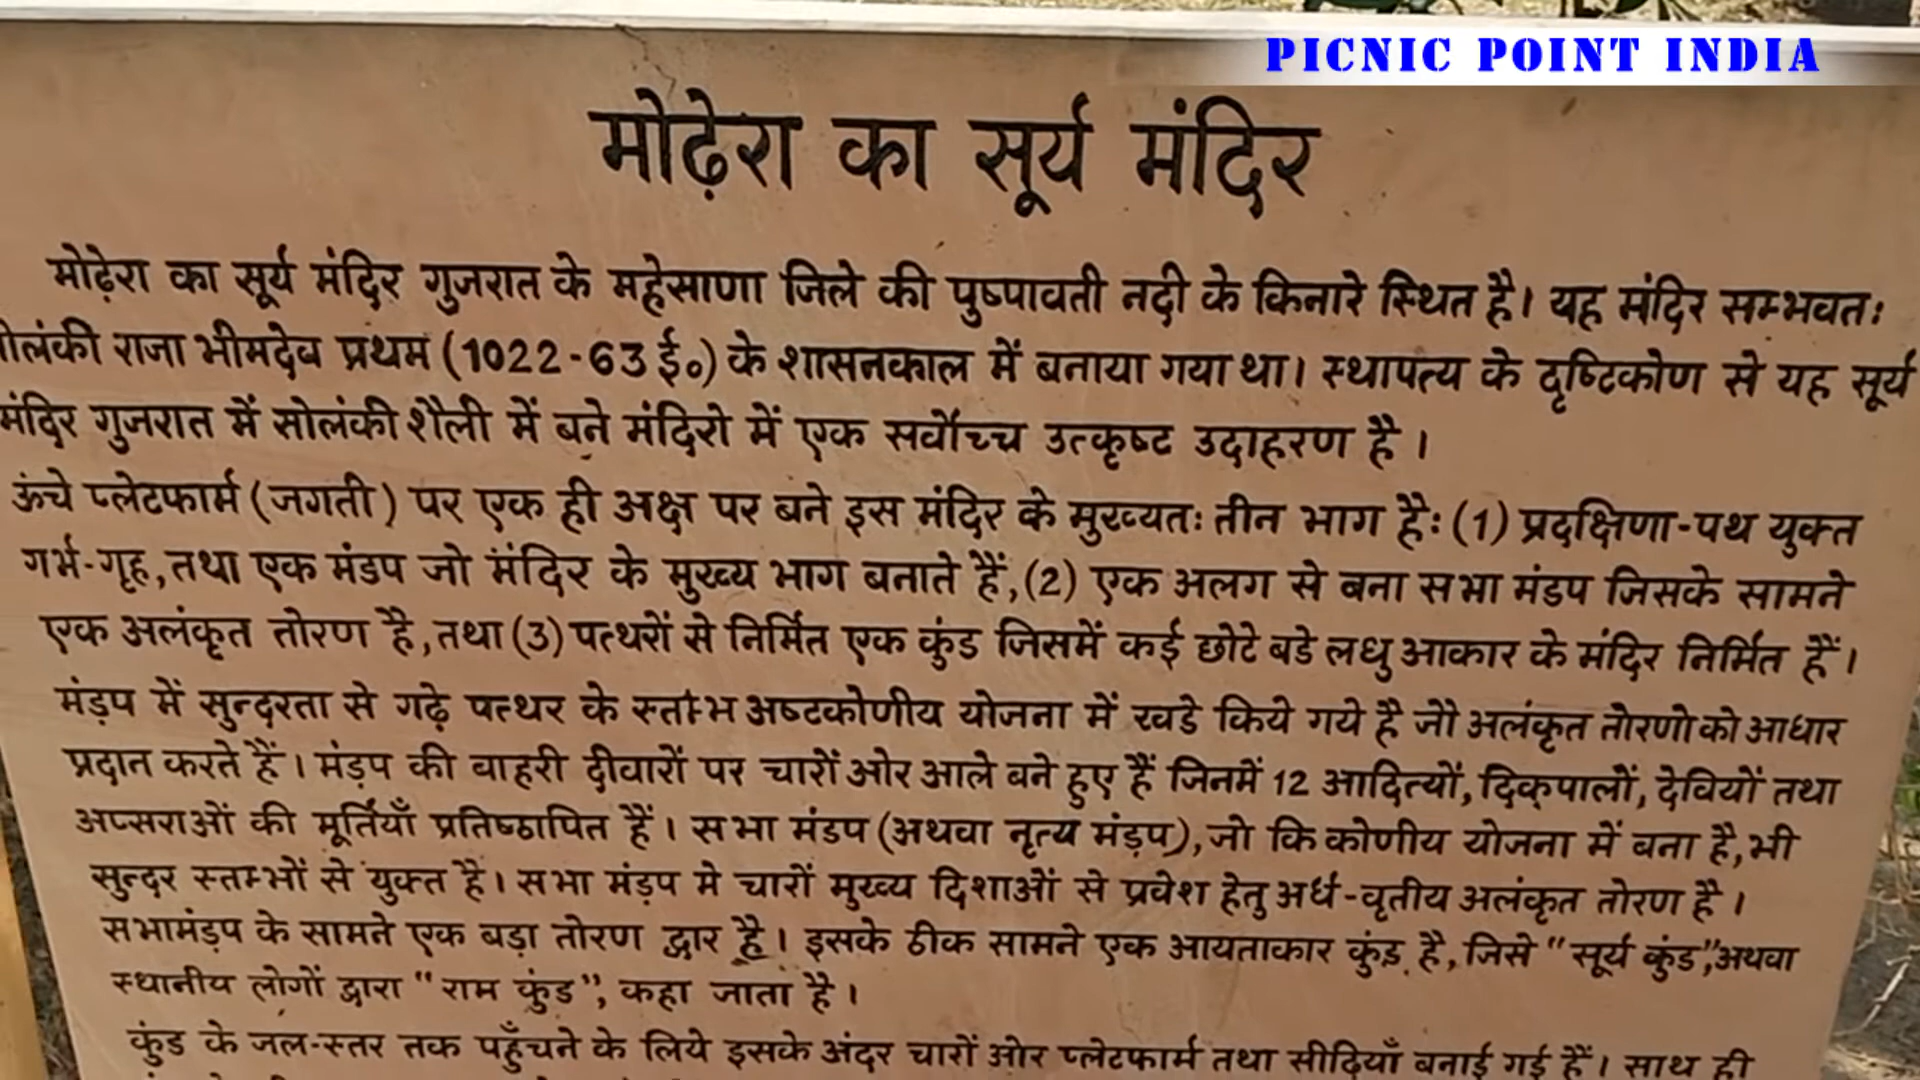 PICNIC POINT INDIA
मोढ़ेरा का सूर्य मंदिर
मोढ़ेरा का सूर्य मंदिर गुजरात के महेसाणा जिले की पुष्पावती नदी के किनारे स्थित है। यह मंदिर सम्भवतः
ोलंकी राजा भीमदेव प्रथम (1022-63 ई०) के शासनकाल में बनाया गया था। स्थापत्य के दृष्टिकोण से यह सूर्य
मंदिर गुजरात में सोलंकी शैली में बने मंदिरो में एक सर्वोच्च उत्कृष्ट उदाहरण है।
ऊंचे प्लेटफार्म (जगती) पर एक ही अक्ष पर बने इस मंदिर के मुख्यतः तीन भाग हैः (1) प्रदक्षिणा-पथ युक्त
गर्भ-गृह, तथा एक मंडप जो मंदिर के मुख्य भाग बनाते हैं, (2) एक अलग से बना सभा मंडप जिसके सामने
एक अलंकृत तोरण है, तथा (3) पत्थरों से निर्मित एक कुंड जिसमें कई छोटे बडे लधु आकार के मंदिर निर्मित हैं।
मंड़प में सुन्दरता से गढ़े पत्थर के स्तांभ अष्टकोणीय योजना में खडे किये गये है जो अलंकृत तोरणो को आधार
प्रदान करते हैं। मंड़प की बाहरी दीवारों पर चारों ओर आले बने हुए हैं जिनमें 12 आदित्यों, दिक्पालों, देवियों तथा
अप्सराओं की मूर्तियाँ प्रतिष्ठापित हैं। सभा मंडप (अथवा नृत्य मंड़प), जो कि कोणीय योजना में बना है, भी
सुन्दर स्तम्भों से युक्त है। सभा मंड़प मे चारों मुख्य दिशाओं से प्रवेश हेतु अर्ध-वृतीय अलंकृत तोरण है।
सभामंड़प के सामने एक बड़ा तोरण द्वार है। इसके ठीक सामने एक आयताकार कुंड़ है, जिसे "सूर्य कुंड", अथवा
स्थानीय लोगों द्वारा "राम कुंड", कहा जाता है।
कुंड के जल-स्तर तक पहुँचने के लिये इसके अंदर चारों ओर प्लेटफार्म तथा सीढियाँ बनाई गई हैं। साथ ही